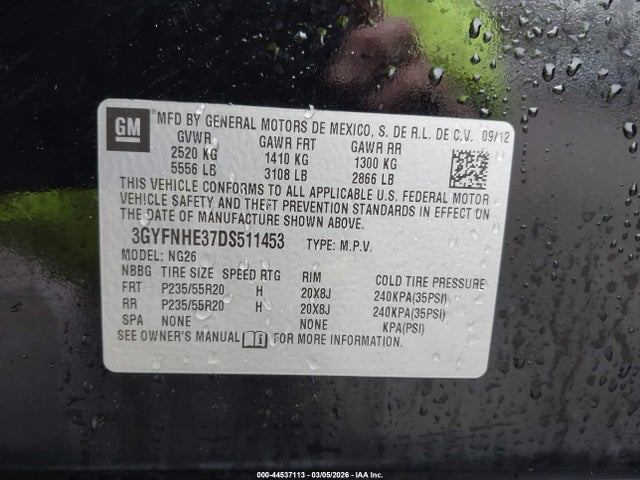 GM
MFD BY GENERAL MOTORS DE MEXICO, S. DE R.L. DE C.V. 09/12
GVWR GAWR FRT GAWR RR
2520 KG 1410 KG 1300 KG
5556 LB 3108 LB 2866 LB
THIS VEHICLE CONFORMS TO ALL APPLICABLE U.S. FEDERAL MOTOR
VEHICLE SAFETY AND THEFT PREVENTION STANDARDS IN EFFECT ON
THE DATE OF MANUFACTURE SHOWN ABOVE.
3GYFNHE37DS511453 TYPE: M.P.V.
MODEL: NG26
NBBG TIRE SIZE SPEED RTG RIM COLD TIRE PRESSURE
FRT P235/55R20 H 20X8J 240KPA(35PSI)
RR P235/55R20 H 20X8J 240KPA(35PSI)
SPA NONE NONE KPA(PSI)
SEE OWNER'S MANUAL FOR MORE INFORMATION.
000-44537113 - 03/05/2026 - IAA Inc.